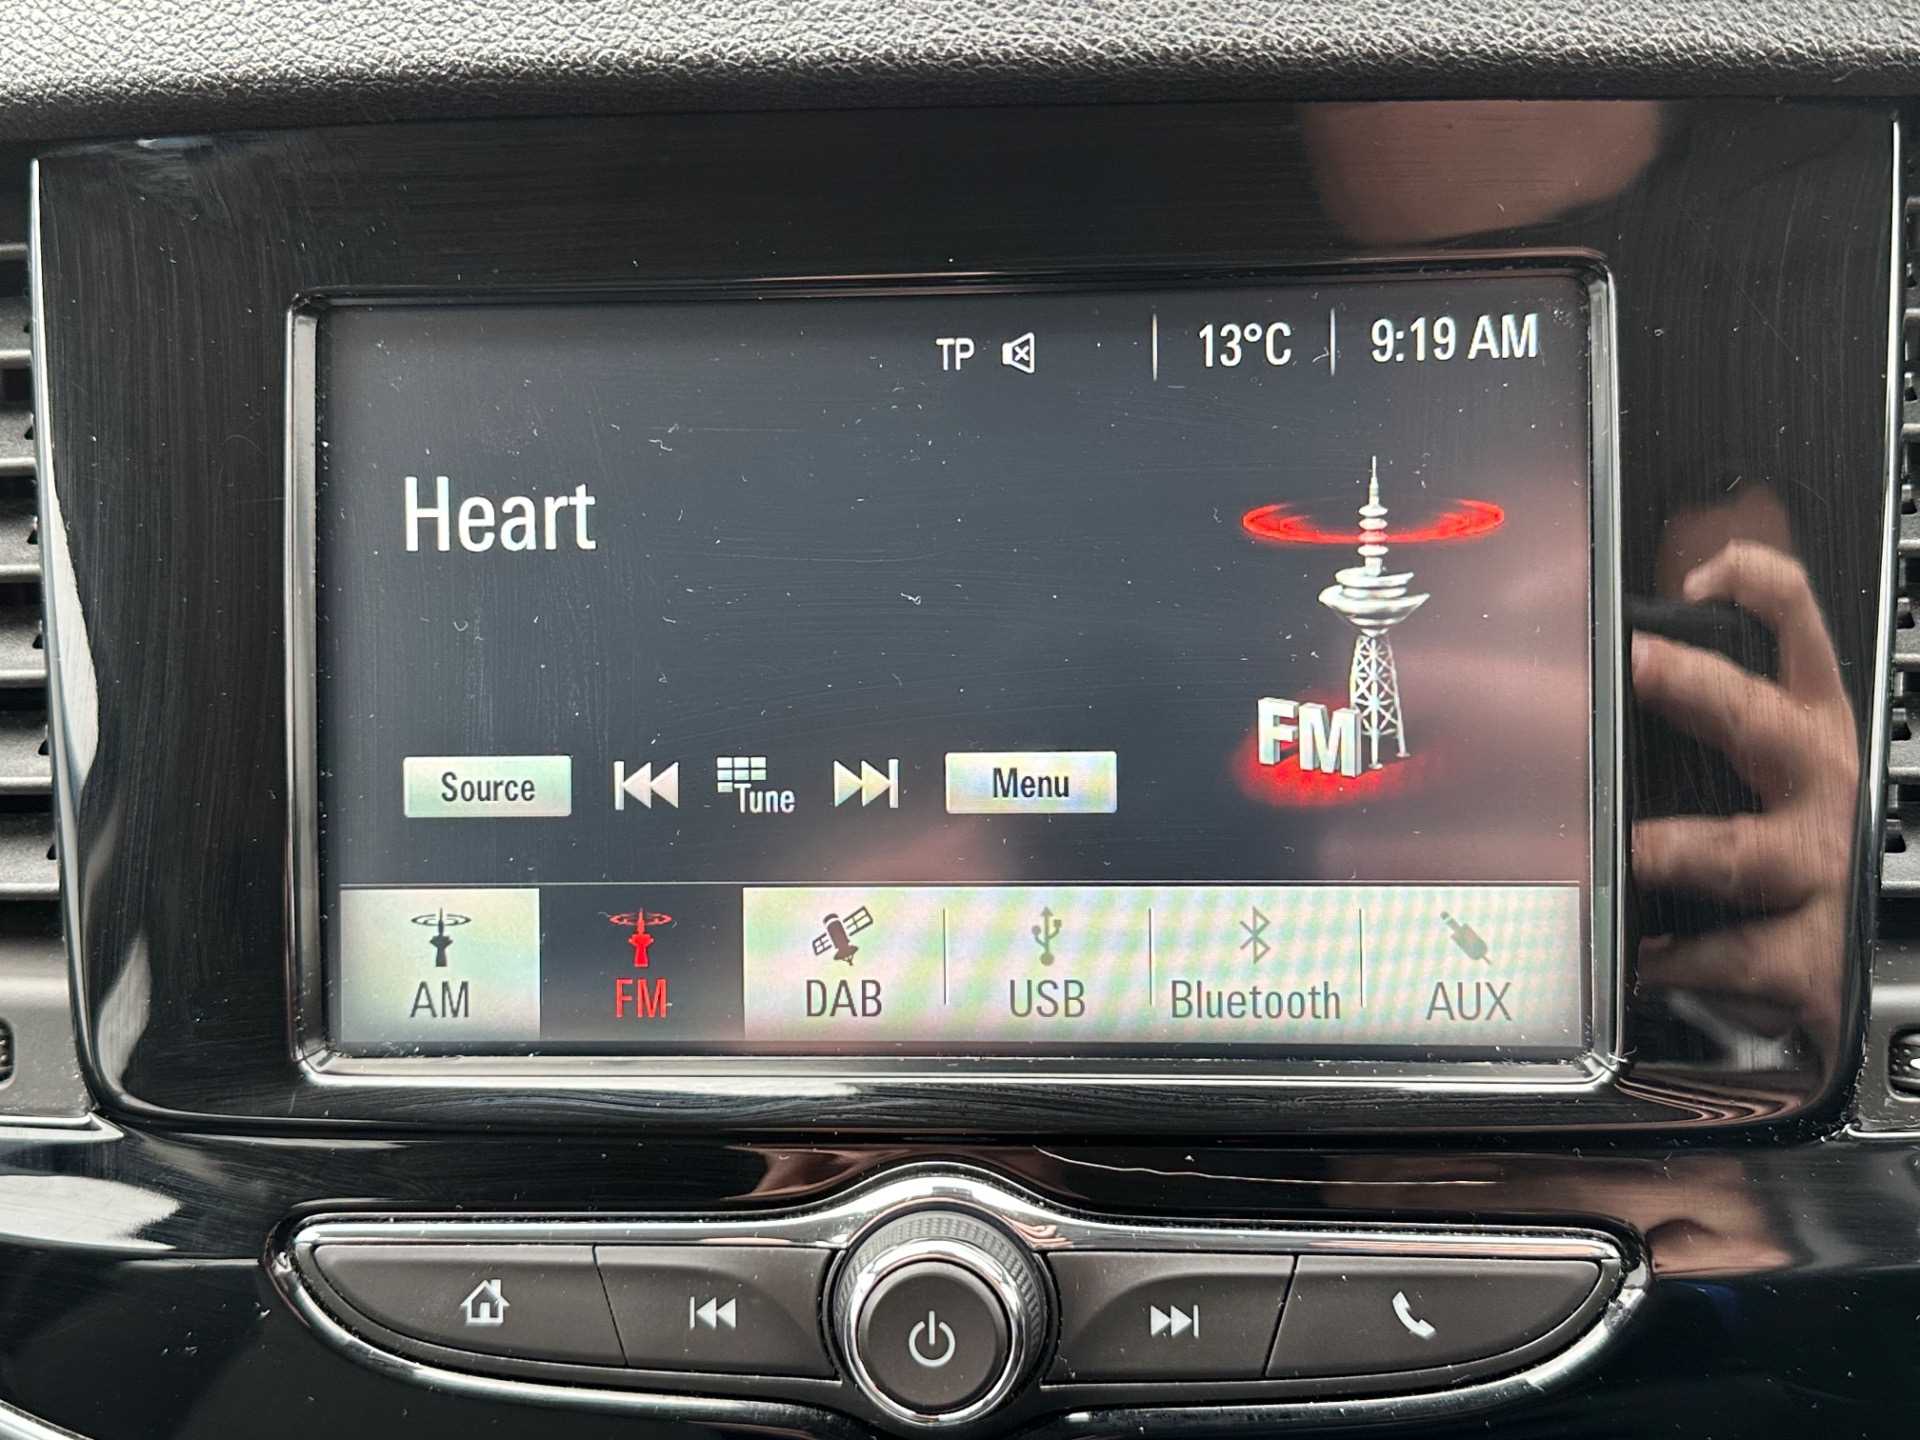 TP 13°C 9:19 AM
Heart
FM
Source Tune Menu
AM FM DAB USB Bluetooth AUX